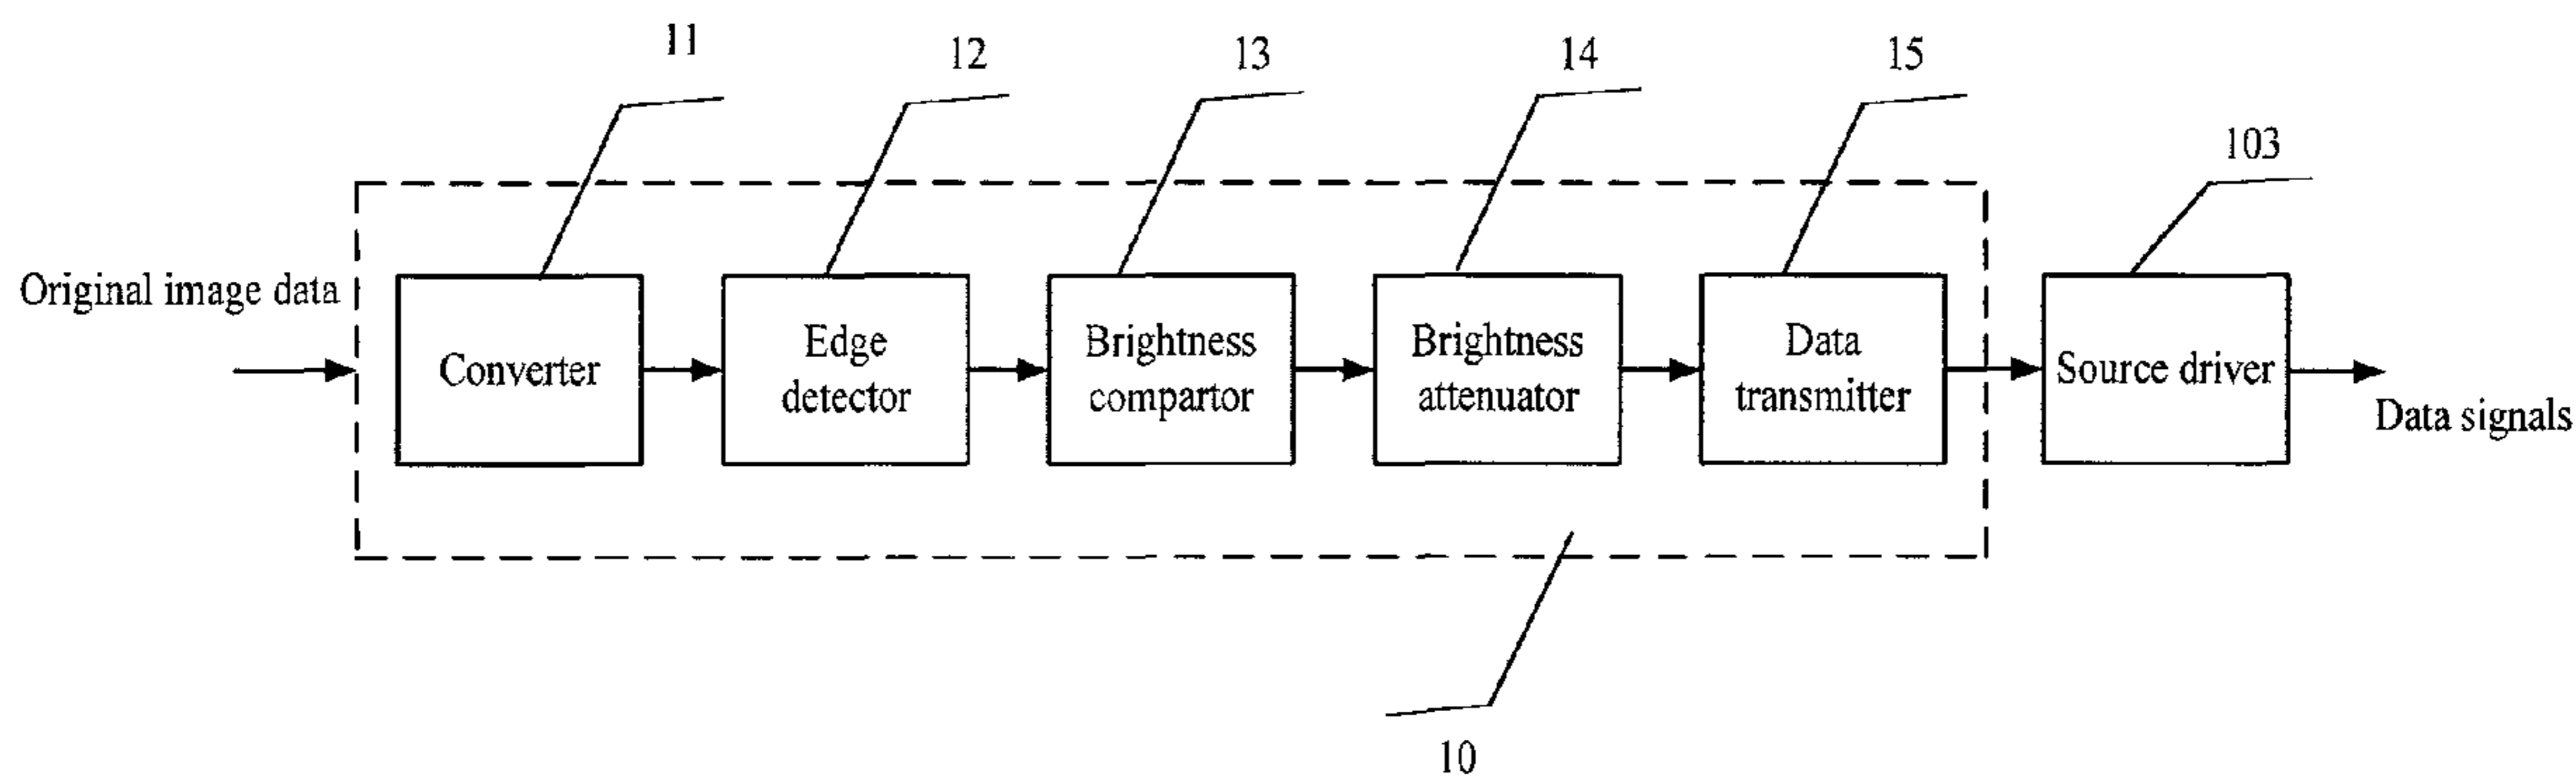 11
12
13
14
15
103
Original image data
Converter
Edge
detector
Brightness
compartor
Brightness
attenuator
Data
transmitter
Source driver
Data signals
10